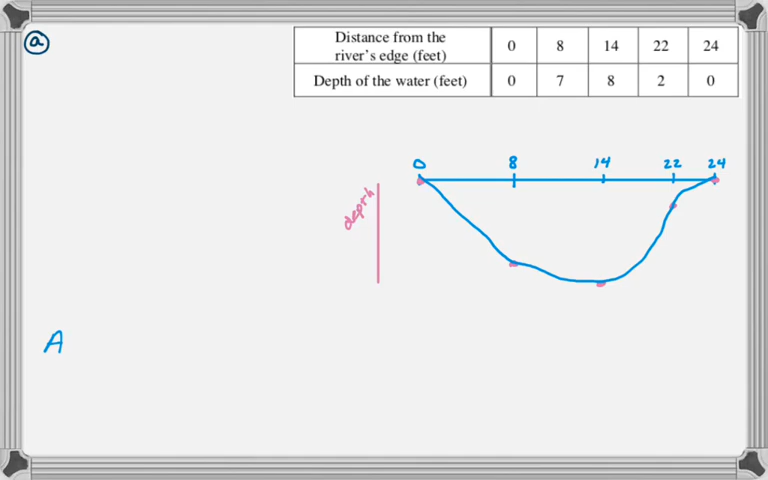 a
Distance from the river's edge (feet) 0 8 14 22 24
Depth of the water (feet) 0 7 8 2 0
0 8 14 22 24
depth
A